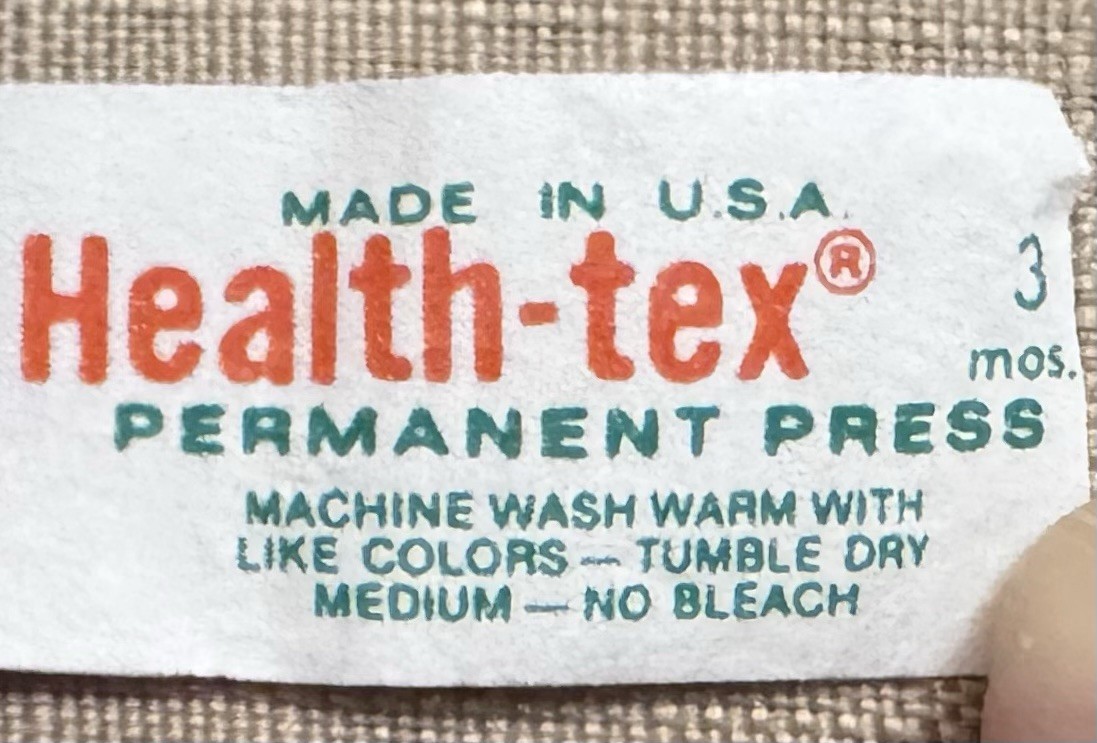 MADE IN U.S.A.
Health-tex®
3
mos.
PERMANENT PRESS
MACHINE WASH WARM WITH
LIKE COLORS — TUMBLE DRY
MEDIUM — NO BLEACH